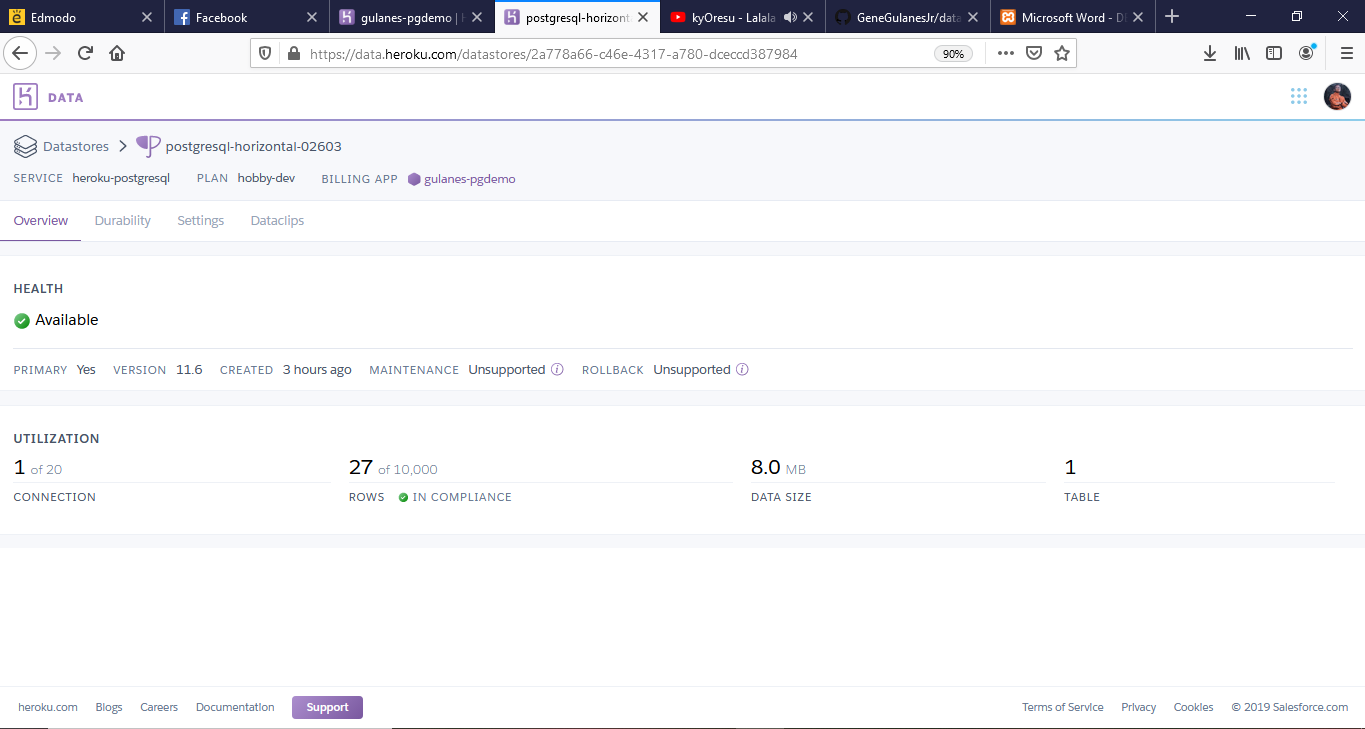 Edmodo
Facebook
gulanes-pgdemo |
postgresql-horizont
kyOresu - Lalala
GeneGulanesJr/data
Microsoft Word - D
https://data.heroku.com/datastores/2a778a66-c46e-4317-a780-dceccd387984
90%
DATA
Datastores > postgresql-horizontal-02603
SERVICE heroku-postgresql PLAN hobby-dev BILLING APP gulanes-pgdemo
Overview Durability Settings Dataclips
HEALTH
Available
PRIMARY Yes VERSION 11.6 CREATED 3 hours ago MAINTENANCE Unsupported ROLLBACK Unsupported
UTILIZATION
1 of 20
CONNECTION
27 of 10,000
ROWS IN COMPLIANCE
8.0 MB
DATA SIZE
1
TABLE
heroku.com Blogs Careers Documentation Support
Terms of Service Privacy Cookies © 2019 Salesforce.com